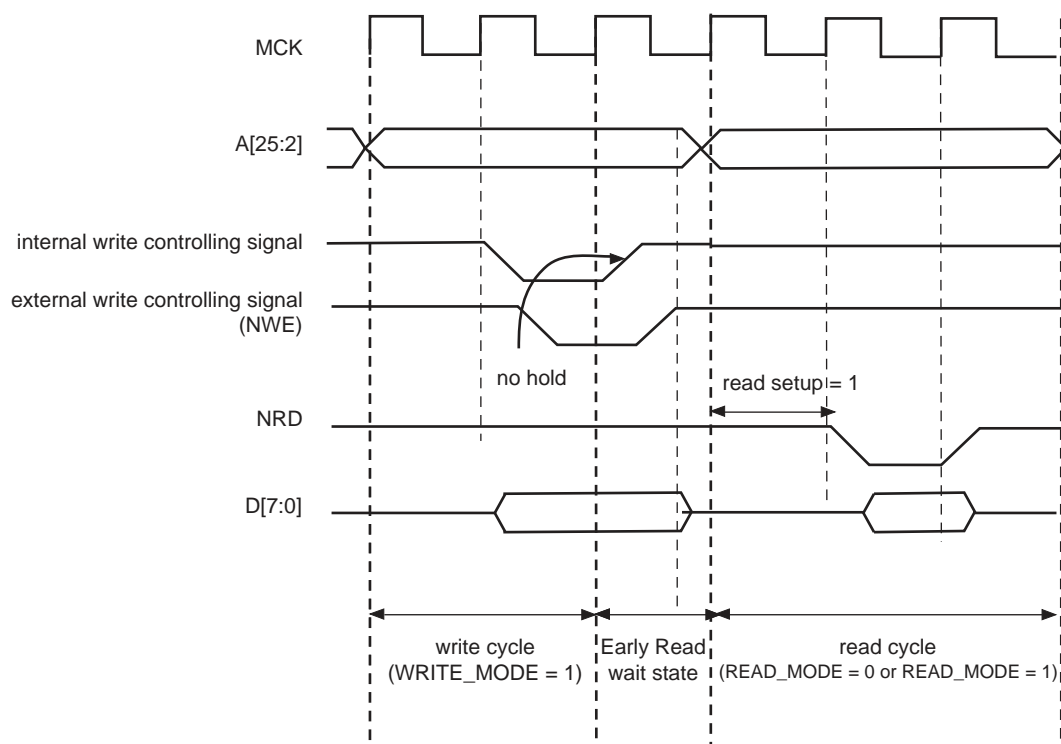 MCK
A[25:2]
internal write controlling signal
external write controlling signal
(NWE)
no hold
read setup = 1
NRD
D[7:0]
write cycle
(WRITE_MODE = 1)
Early Read
wait state
read cycle
(READ_MODE = 0 or READ_MODE = 1)